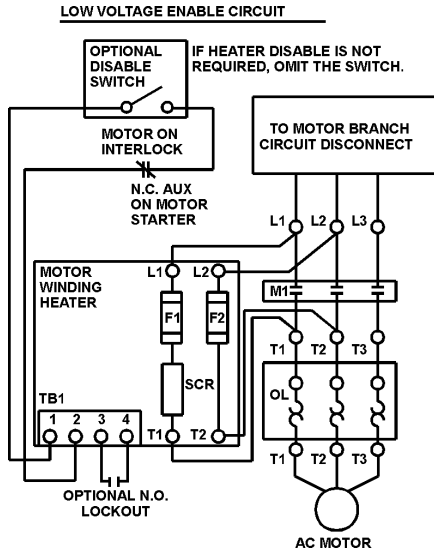 LOW VOLTAGE ENABLE CIRCUIT
OPTIONAL
DISABLE
SWITCH
IF HEATER DISABLE IS NOT
REQUIRED, OMIT THE SWITCH.
MOTOR ON
INTERLOCK
N.C. AUX
ON MOTOR
STARTER
TO MOTOR BRANCH
CIRCUIT DISCONNECT
L1 L2 L3
MOTOR
WINDING
HEATER
L1 L2
M1
F1 F2
T1 T2 T3
SCR
OL
TB1
1 2 3 4
T1 T2
T1 T2 T3
OPTIONAL N.O.
LOCKOUT
AC MOTOR